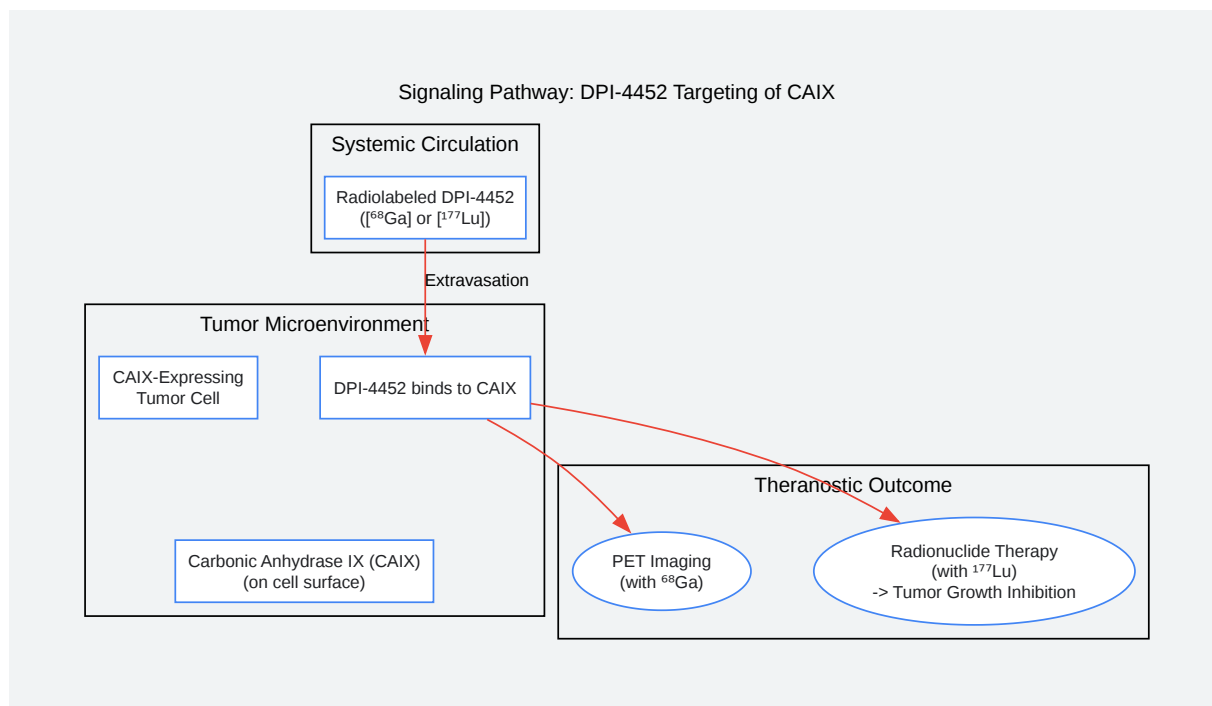 Signaling Pathway: DPI-4452 Targeting of CAIX
Systemic Circulation
Radiolabeled DPI-4452
([⁶⁸Ga] or [¹⁷⁷Lu])
Extravasation
Tumor Microenvironment
CAIX-Expressing
Tumor Cell
DPI-4452 binds to CAIX
Carbonic Anhydrase IX (CAIX)
(on cell surface)
Theranostic Outcome
PET Imaging
(with ⁶⁸Ga)
Radionuclide Therapy
(with ¹⁷⁷Lu)
-> Tumor Growth Inhibition